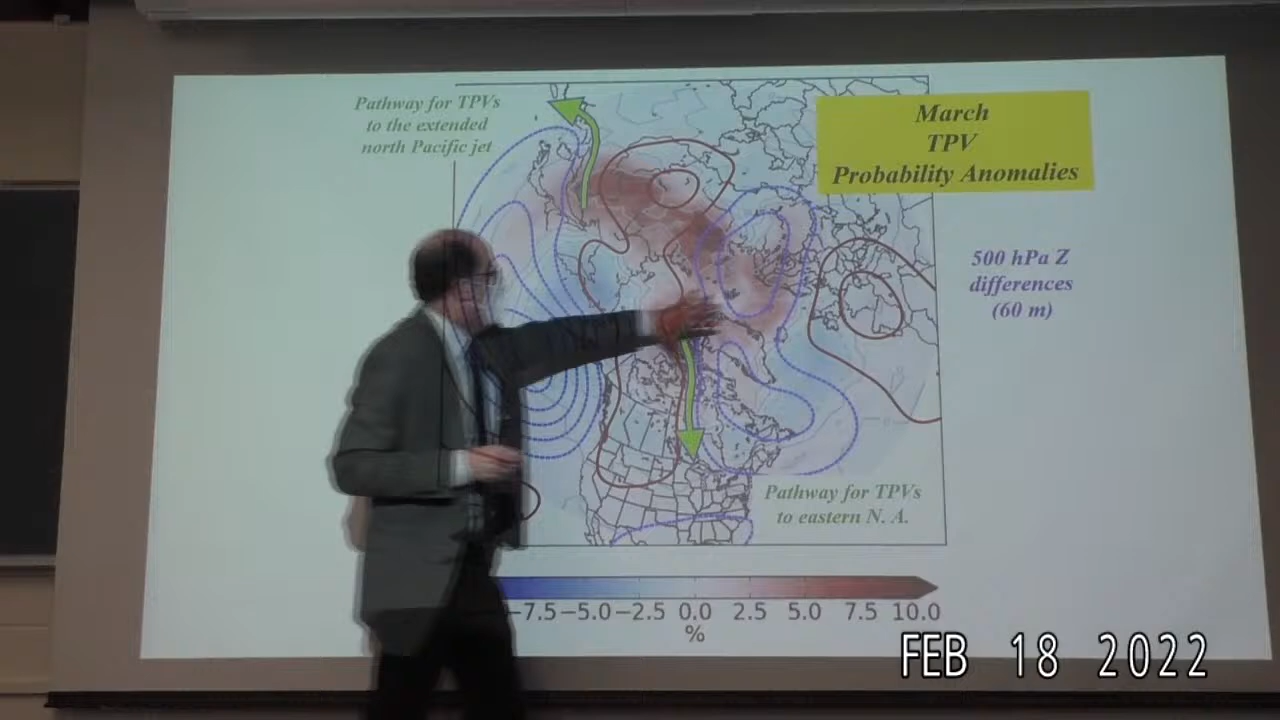 Pathway for TPVs
to the extended
north Pacific jet
March
TPV
Probability Anomalies
500 hPa Z
differences
(60 m)
Pathway for TPVs
to eastern N. A.
-7.5 -5.0 -2.5 0.0 2.5 5.0 7.5 10.0
%
FEB 18 2022